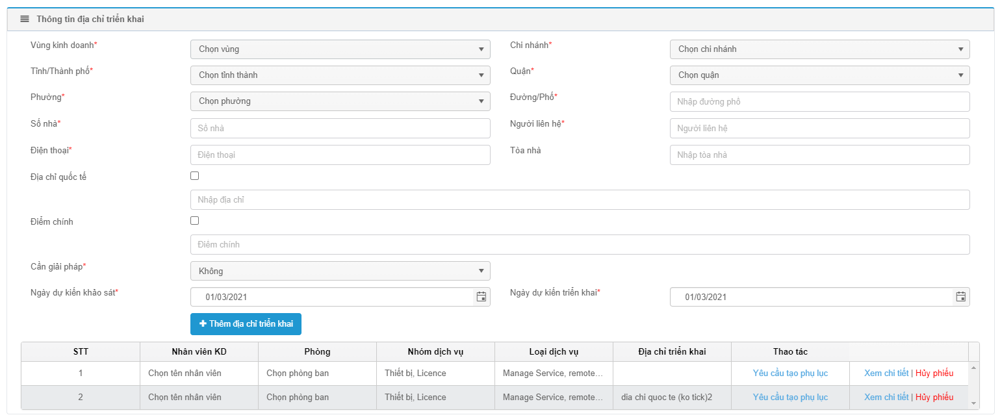 Thông tin địa chỉ triển khai
Vùng kinh doanh* Chọn vùng Chi nhánh* Chọn chi nhánh
Tỉnh/Thành phố* Chọn tỉnh thành Quận* Chọn quận
Phường* Chọn phường Đường/Phố* Nhập đường phố
Số nhà* Số nhà Người liên hệ* Người liên hệ
Điện thoại* Điện thoại Tòa nhà Nhập tòa nhà
Địa chỉ quốc tế
Nhập địa chỉ
Điểm chính
Điểm chính
Cần giải pháp* Không
Ngày dự kiến khảo sát* 01/03/2021 Ngày dự kiến triển khai* 01/03/2021
Thêm địa chỉ triển khai
STT Nhân viên KD Phòng Nhóm dịch vụ Loại dịch vụ Địa chỉ triển khai Thao tác
1 Chọn tên nhân viên Chọn phòng ban Thiết bị, Licence Manage Service, remote... Yêu cầu tạo phụ lục Xem chi tiết | Hủy phiếu
2 Chọn tên nhân viên Chọn phòng ban Thiết bị, Licence Manage Service, remote... dia chi quoc te (ko tick)2 Yêu cầu tạo phụ lục Xem chi tiết | Hủy phiếu